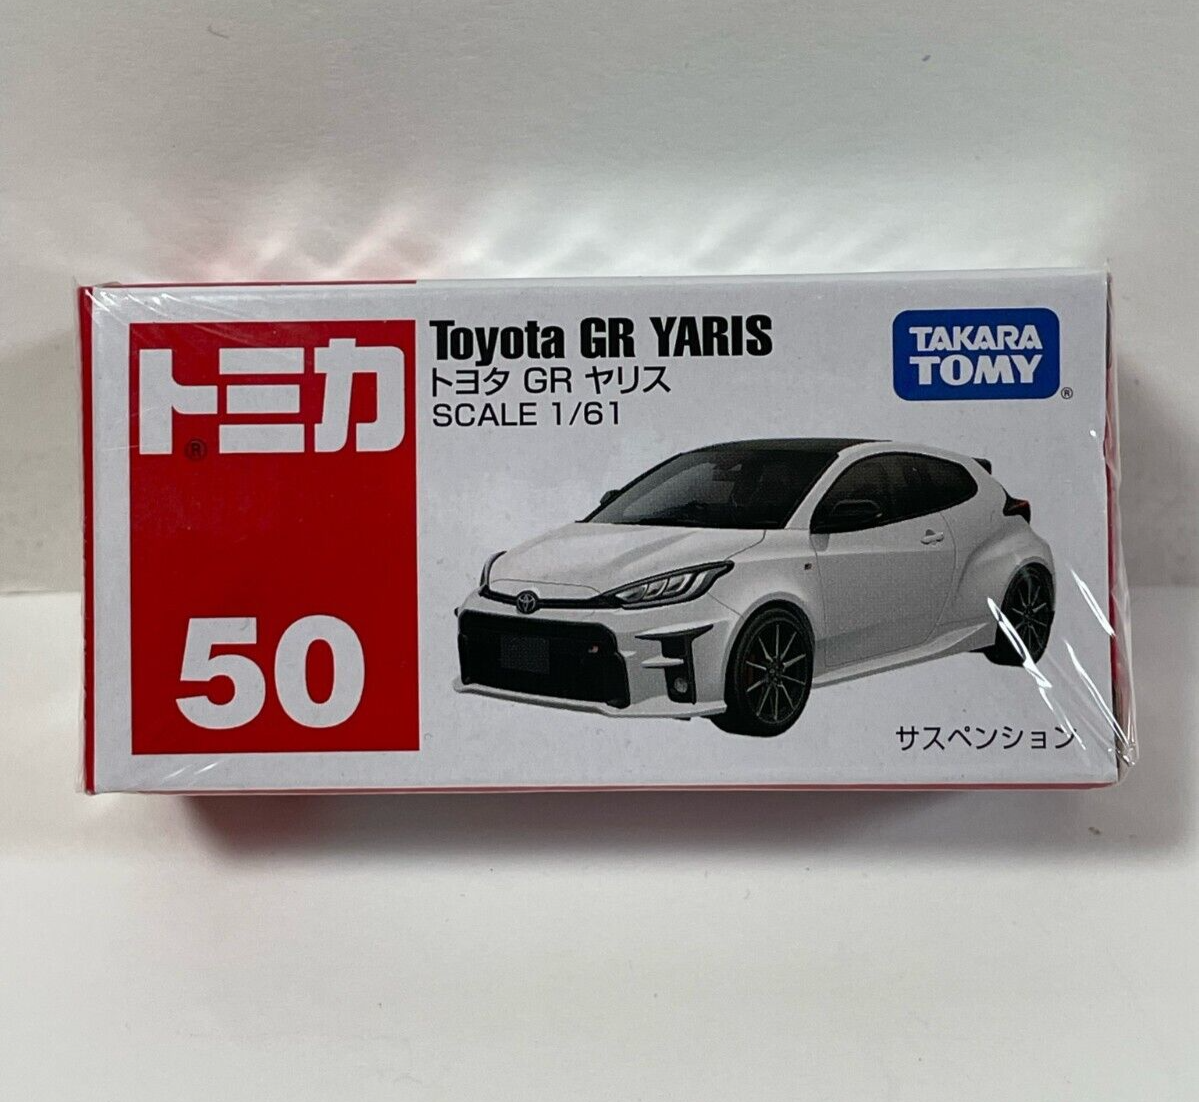 トミカ®
50
Toyota GR YARIS
トヨタ GR ヤリス
SCALE 1/61
TAKARA
TOMY®
サスペンション